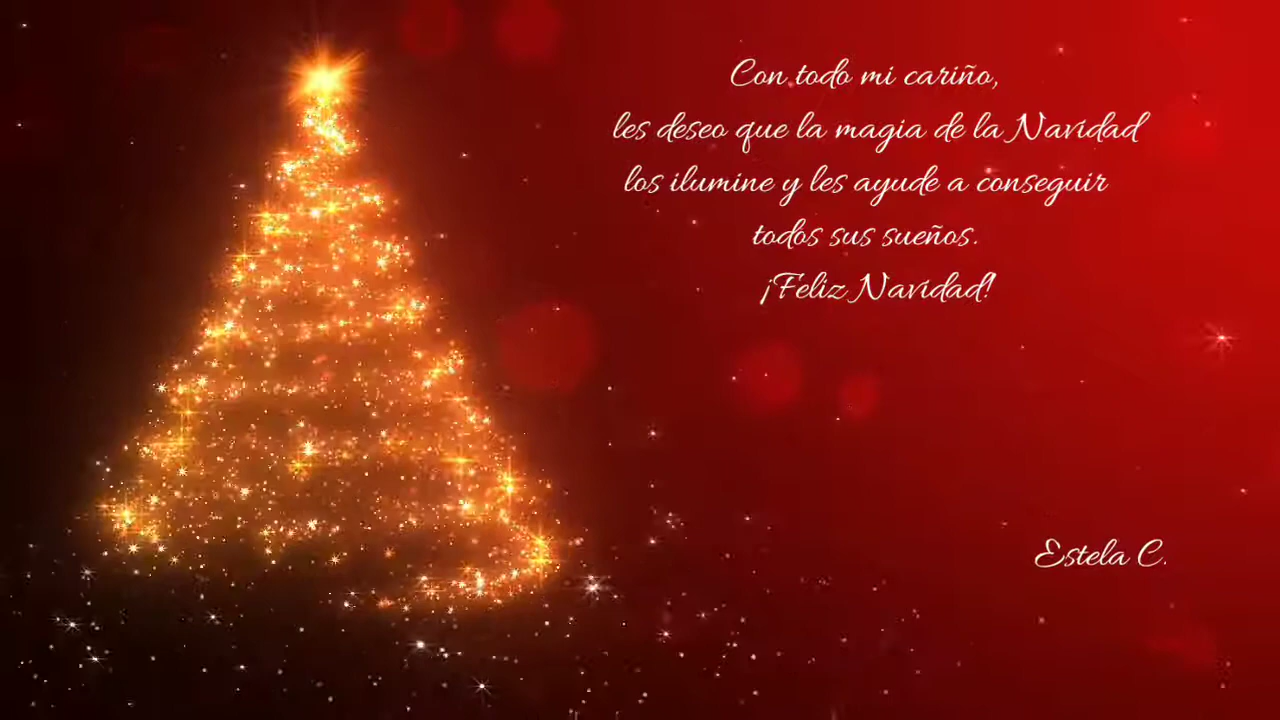 Con todo mi cariño,
les deseo que la magia de la Navidad
los ilumine y les ayude a conseguir
todos sus sueños.
¡Feliz Navidad!
Estela C.